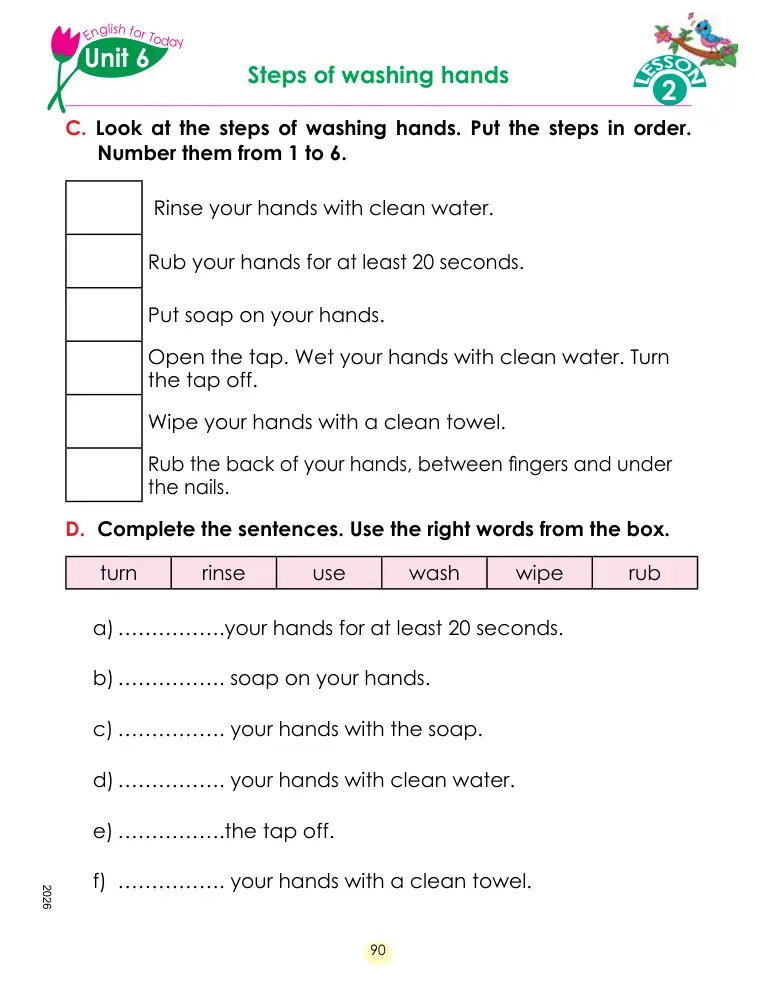 English for Today
Unit 6
Steps of washing hands
LESSON
2
C. Look at the steps of washing hands. Put the steps in order.
Number them from 1 to 6.
Rinse your hands with clean water.
Rub your hands for at least 20 seconds.
Put soap on your hands.
Open the tap. Wet your hands with clean water. Turn
the tap off.
Wipe your hands with a clean towel.
Rub the back of your hands, between fingers and under
the nails.
D. Complete the sentences. Use the right words from the box.
turn rinse use wash wipe rub
a) …………….your hands for at least 20 seconds.
b) ……………. soap on your hands.
c) ……………. your hands with the soap.
d) ……………. your hands with clean water.
e) …………….the tap off.
f) ……………. your hands with a clean towel.
2026
90